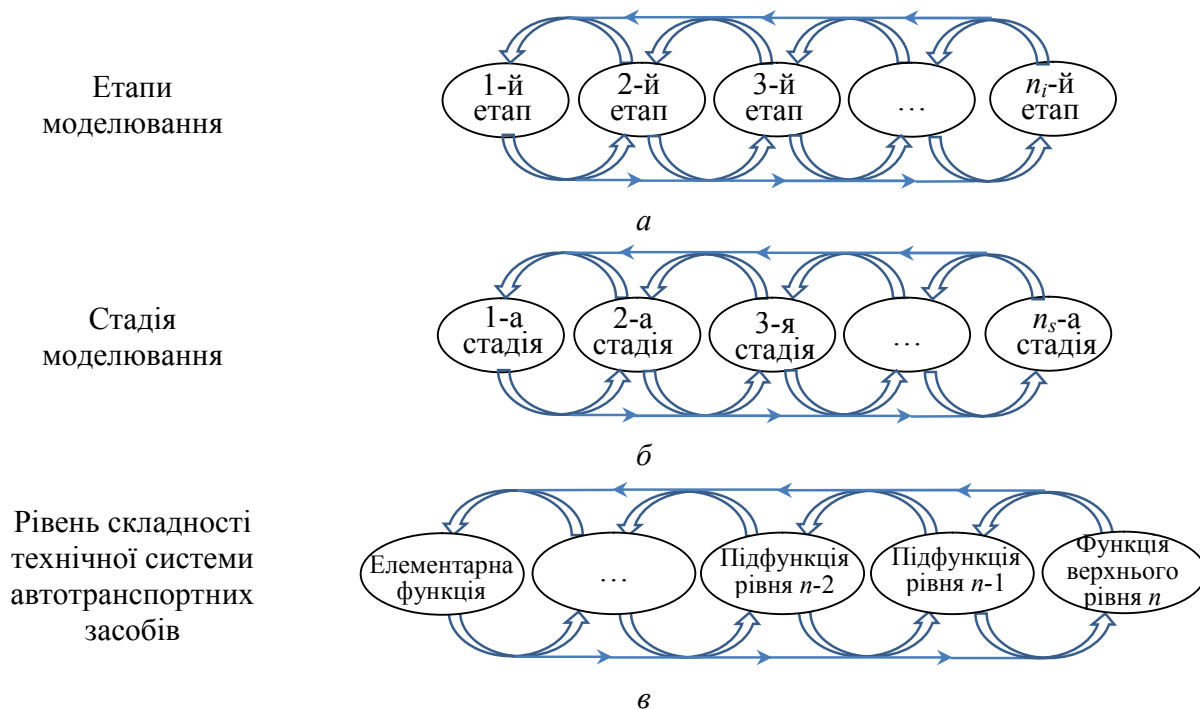 Етапи
моделювання
1-й
етап
2-й
етап
3-й
етап
…
nᵢ-й
етап
а
Стадія
моделювання
1-а
стадія
2-а
стадія
3-я
стадія
…
nₛ-а
стадія
б
Рівень складності
технічної системи
автотранспортних
засобів
Елементарна
функція
…
Підфункція
рівня n-2
Підфункція
рівня n-1
Функція
верхнього
рівня n
в